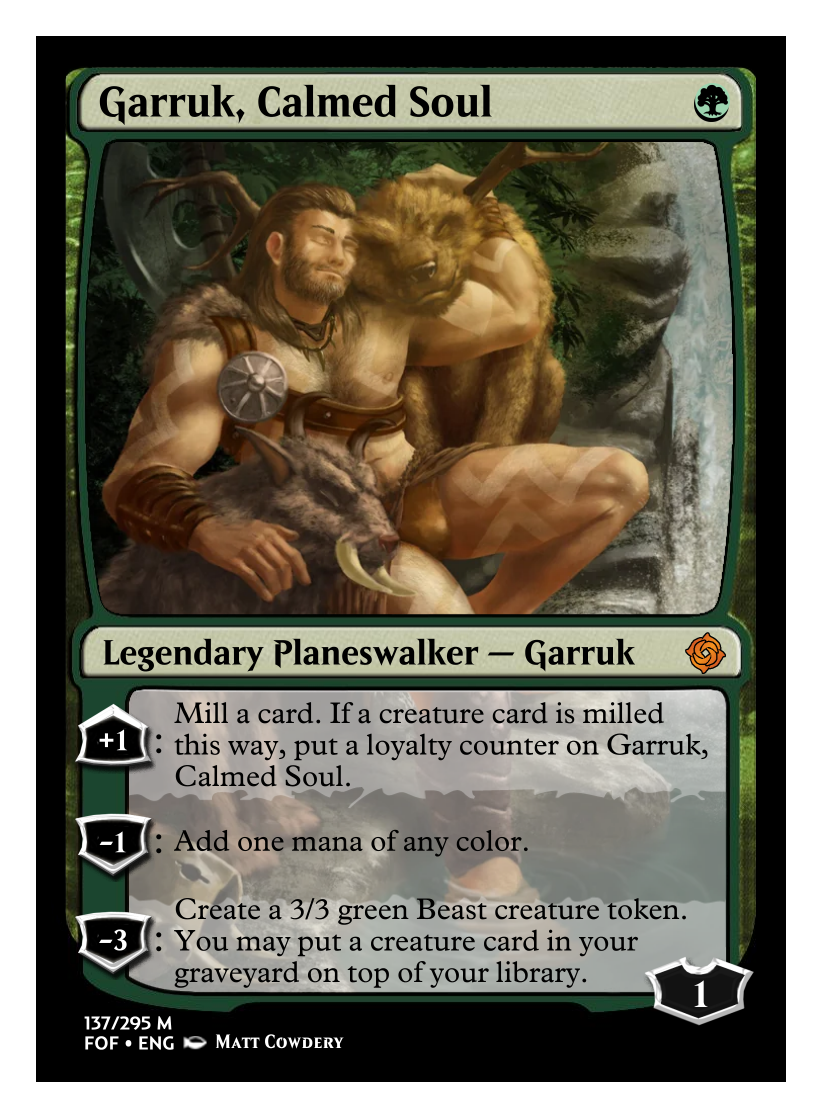 Garruk, Calmed Soul
Legendary Planeswalker — Garruk
+1: Mill a card. If a creature card is milled
this way, put a loyalty counter on Garruk,
Calmed Soul.
−1: Add one mana of any color.
Create a 3/3 green Beast creature token.
−3: You may put a creature card in your
graveyard on top of your library.
1
137/295 M
FOF • ENG Matt Cowdery